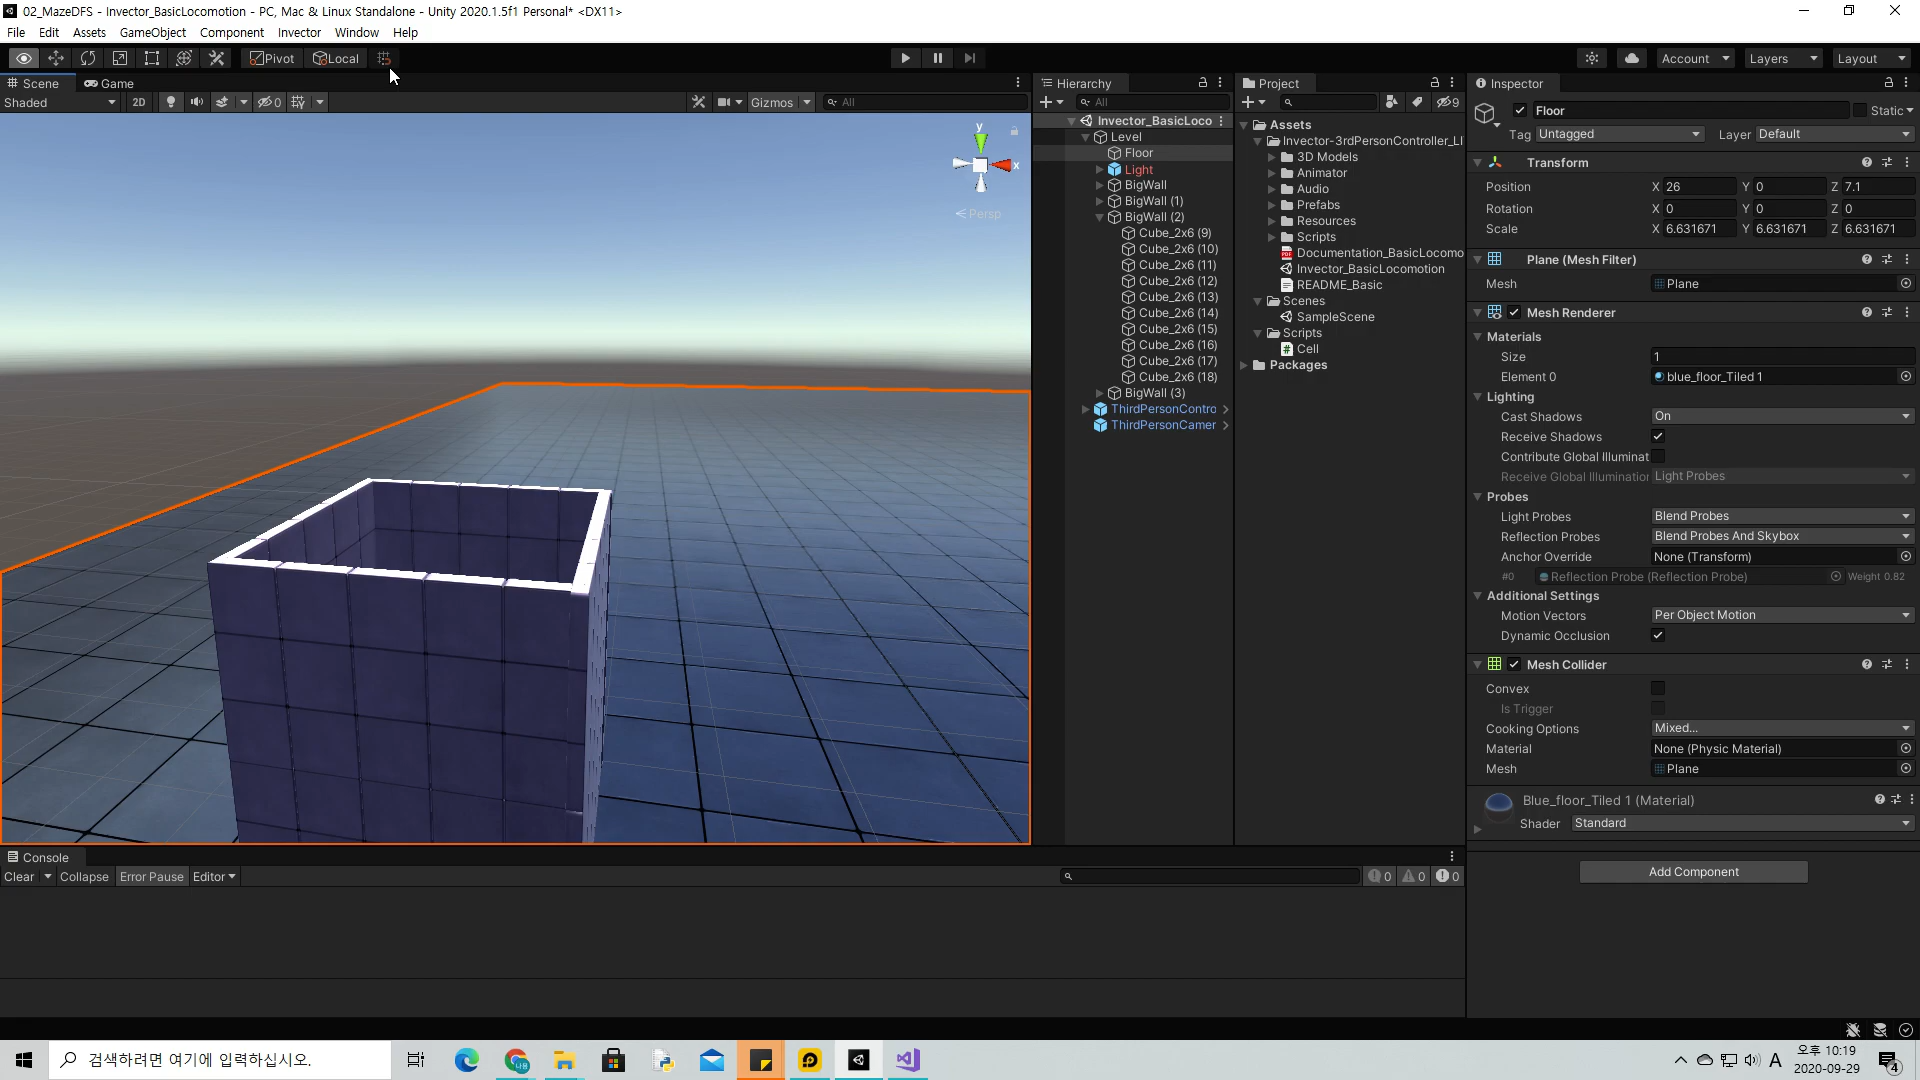 02_MazeDFS - Invector_BasicLocomotion - PC, Mac & Linux Standalone - Unity 2020.1.5f1 Personal* <DX11>
File Edit Assets GameObject Component Invector Window Help
Pivot Local Account Layers Layout
Scene Game
Shaded 2D 0 Gizmos All
y
x
Persp
Hierarchy
All
Invector_BasicLoco
Level
Floor
Light
BigWall
BigWall (1)
BigWall (2)
Cube_2x6 (9)
Cube_2x6 (10)
Cube_2x6 (11)
Cube_2x6 (12)
Cube_2x6 (13)
Cube_2x6 (14)
Cube_2x6 (15)
Cube_2x6 (16)
Cube_2x6 (17)
Cube_2x6 (18)
BigWall (3)
ThirdPersonContro
ThirdPersonCamer
Project
9
Assets
Invector-3rdPersonController_LI
3D Models
Animator
Audio
Prefabs
Resources
Scripts
Documentation_BasicLocomo
Invector_BasicLocomotion
README_Basic
Scenes
SampleScene
Scripts
Cell
Packages
Inspector
Floor Static
Tag Untagged Layer Default
Transform
Position X 26 Y 0 Z 7.1
Rotation X 0 Y 0 Z 0
Scale X 6.631671 Y 6.631671 Z 6.631671
Plane (Mesh Filter)
Mesh Plane
Mesh Renderer
Materials
Size 1
Element 0 blue_floor_Tiled 1
Lighting
Cast Shadows On
Receive Shadows
Contribute Global Illuminat
Receive Global Illumination Light Probes
Probes
Light Probes Blend Probes
Reflection Probes Blend Probes And Skybox
Anchor Override None (Transform)
#0 Reflection Probe (Reflection Probe) Weight 0.82
Additional Settings
Motion Vectors Per Object Motion
Dynamic Occlusion
Mesh Collider
Convex
Is Trigger
Cooking Options Mixed...
Material None (Physic Material)
Mesh Plane
Blue_floor_Tiled 1 (Material)
Shader Standard
Add Component
Console
Clear Collapse Error Pause Editor 0 0 0
검색하려면 여기에 입력하십시오.
A 오후 10:19
2020-09-29 4